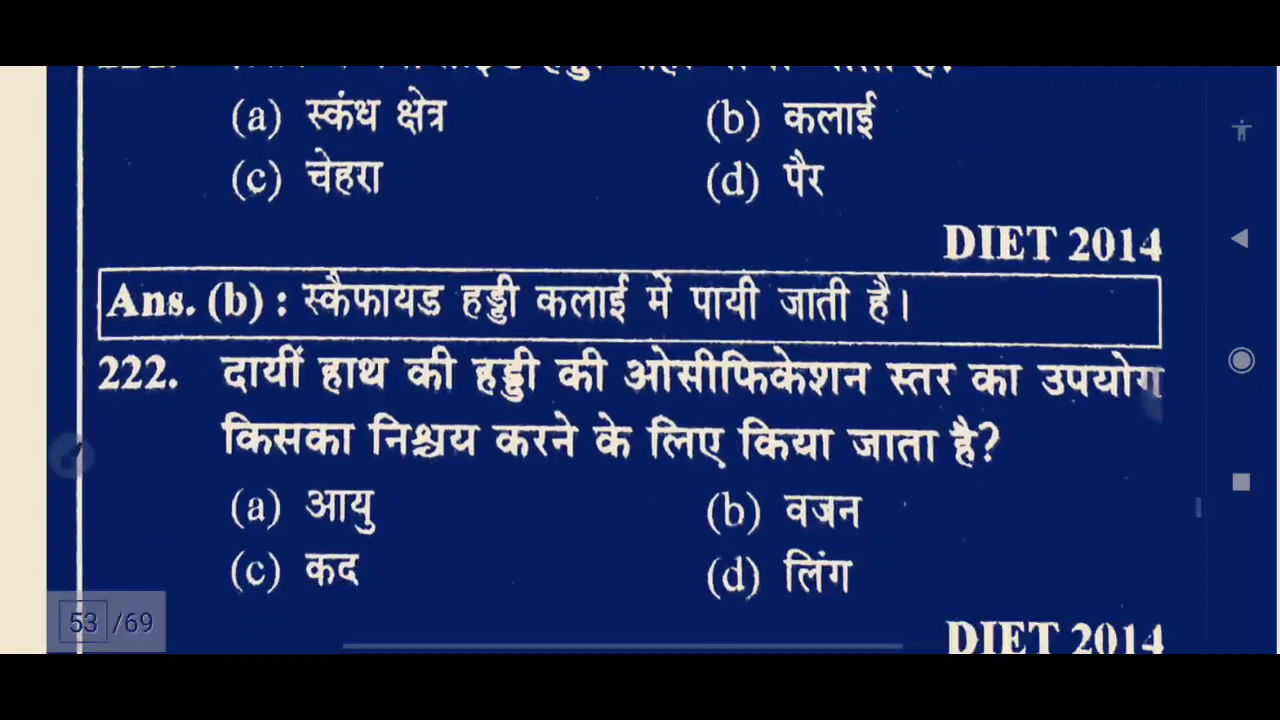 (a) स्कंध क्षेत्र (b) कलाई
(c) चेहरा (d) पैर
DIET 2014
Ans. (b) : स्कैफायड हड्डी कलाई में पायी जाती है।
222. दायीं हाथ की हड्डी की ओसीफिकेशन स्तर का उपयोग
किसका निश्चय करने के लिए किया जाता है?
(a) आयु (b) वजन
(c) कद (d) लिंग
53 /69
DIET 2014